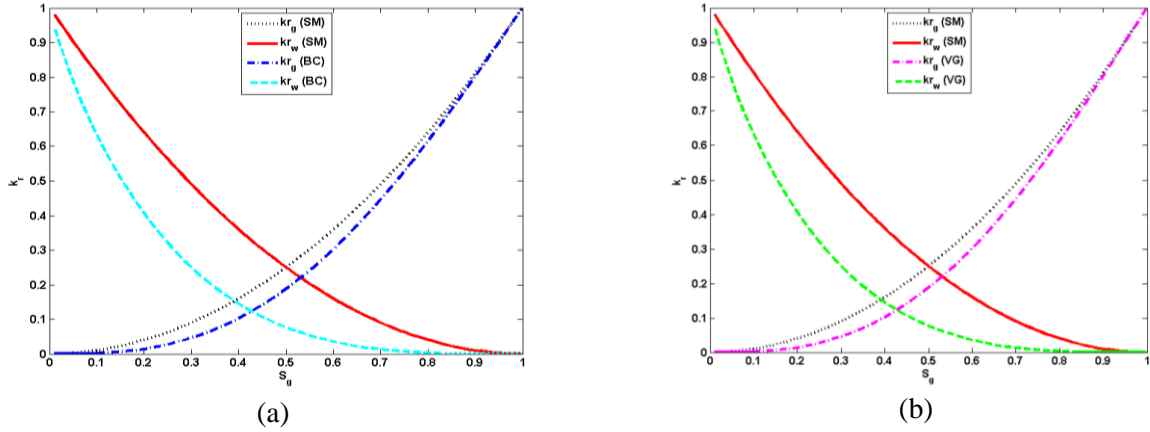 1
0.9
0.8
0.7
0.6
0.5
0.4
0.3
0.2
0.1
0
k_r
kr_g (SM)
kr_w (SM)
kr_g (BC)
kr_w (BC)
0.1 0.2 0.3 0.4 0.5 0.6 0.7 0.8 0.9 1
S_g
(a)
1
0.9
0.8
0.7
0.6
0.5
0.4
0.3
0.2
0.1
0
k_r
kr_g (SM)
kr_w (SM)
kr_g (VG)
kr_w (VG)
0.1 0.2 0.3 0.4 0.5 0.6 0.7 0.8 0.9 1
S_g
(b)